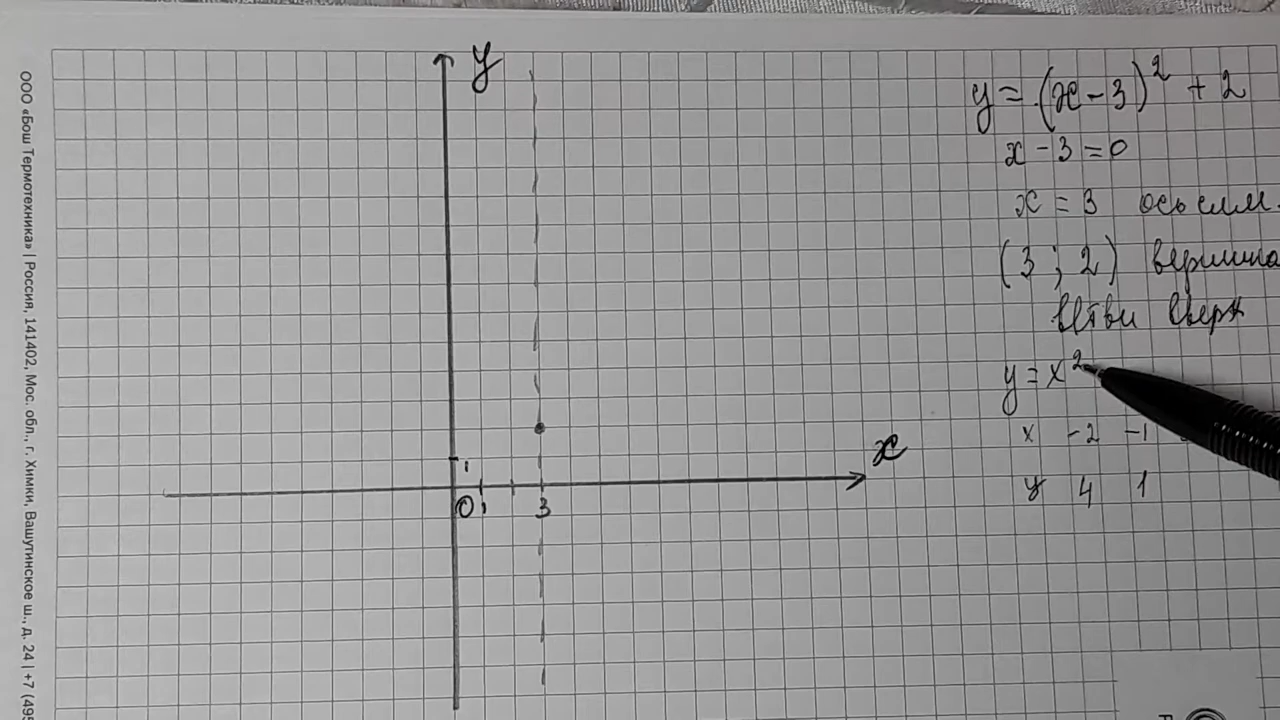 ООО «Бош Термотехника» | Россия, 141402, Мос. обл., г. Химки, Вашутинское ш., д. 24 | +7 (495
y
x
1
0 1 3
y = (x - 3)² + 2
x - 3 = 0
x = 3 ось сим.
(3 ; 2) вершина
ветви вверх
y = x²
x -2 -1
y 4 1